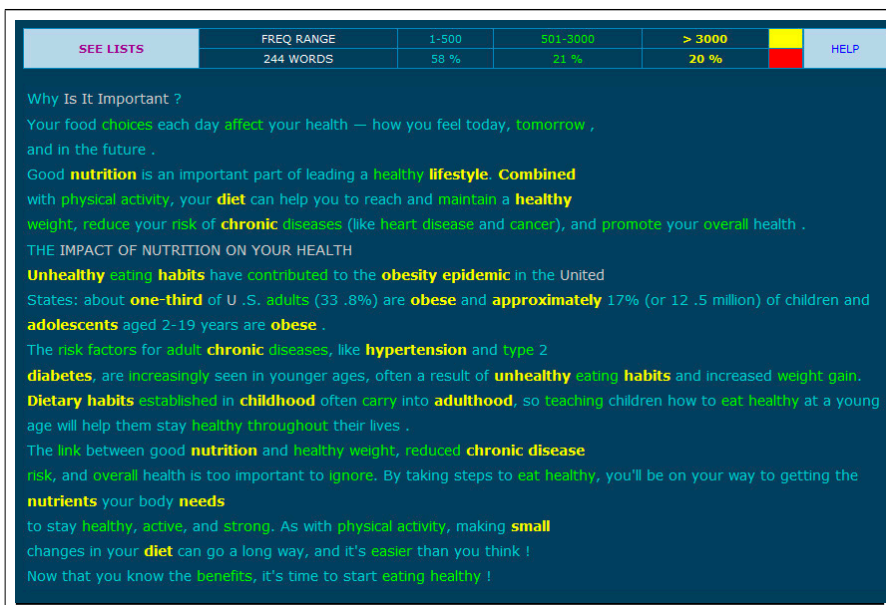 SEE LISTS FREQ RANGE 1-500 501-3000 > 3000 HELP
244 WORDS 58 % 21 % 20 %
Why Is It Important ?
Your food choices each day affect your health — how you feel today, tomorrow ,
and in the future .
Good nutrition is an important part of leading a healthy lifestyle. Combined
with physical activity, your diet can help you to reach and maintain a healthy
weight, reduce your risk of chronic diseases (like heart disease and cancer), and promote your overall health .
THE IMPACT OF NUTRITION ON YOUR HEALTH
Unhealthy eating habits have contributed to the obesity epidemic in the United
States: about one-third of U .S. adults (33 .8%) are obese and approximately 17% (or 12 .5 million) of children and
adolescents aged 2-19 years are obese .
The risk factors for adult chronic diseases, like hypertension and type 2
diabetes, are increasingly seen in younger ages, often a result of unhealthy eating habits and increased weight gain.
Dietary habits established in childhood often carry into adulthood, so teaching children how to eat healthy at a young
age will help them stay healthy throughout their lives .
The link between good nutrition and healthy weight, reduced chronic disease
risk, and overall health is too important to ignore. By taking steps to eat healthy, you'll be on your way to getting the
nutrients your body needs
to stay healthy, active, and strong. As with physical activity, making small
changes in your diet can go a long way, and it's easier than you think !
Now that you know the benefits, it's time to start eating healthy !